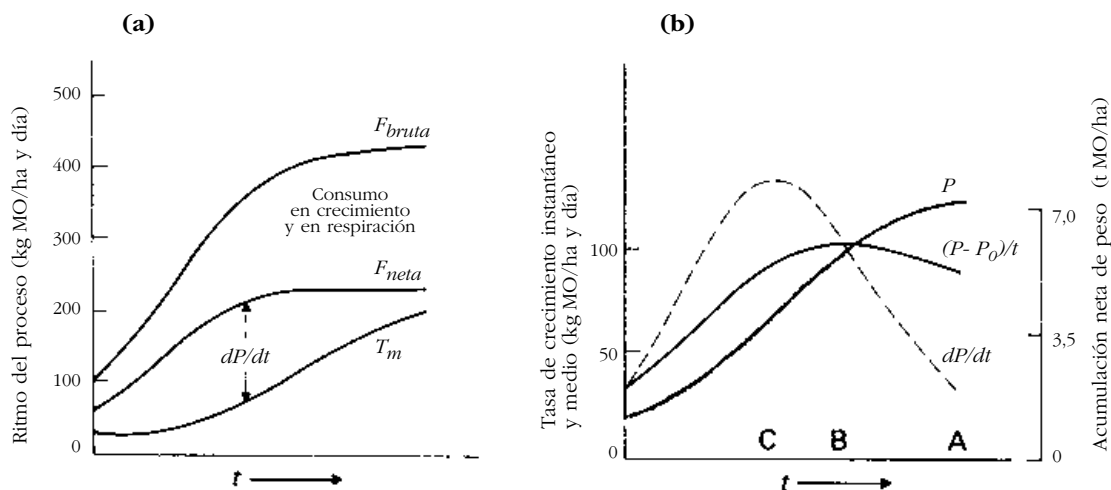 (a)
Ritmo del proceso (kg MO/ha y día)
500
400
300
200
100
0
F_bruta
Consumo
en crecimiento
y en respiración
F_neta
dP/dt
T_m
t
(b)
Tasa de crecimiento instantáneo
y medio (kg MO/ha y día)
100
50
0
P
(P- P_0)/t
dP/dt
C B A
t
7,0
3,5
0
Acumulación neta de peso (t MO/ha)